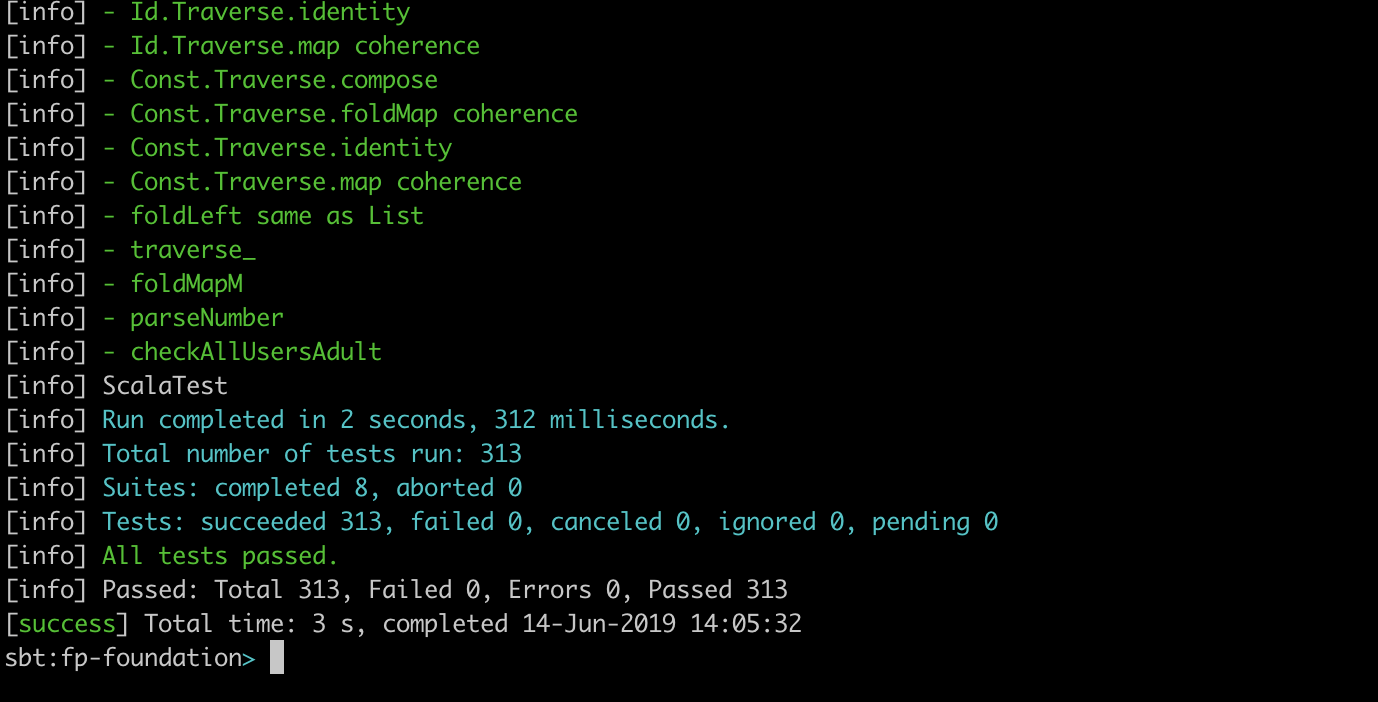 [info] - Id.Traverse.identity
[info] - Id.Traverse.map coherence
[info] - Const.Traverse.compose
[info] - Const.Traverse.foldMap coherence
[info] - Const.Traverse.identity
[info] - Const.Traverse.map coherence
[info] - foldLeft same as List
[info] - traverse_
[info] - foldMapM
[info] - parseNumber
[info] - checkAllUsersAdult
[info] ScalaTest
[info] Run completed in 2 seconds, 312 milliseconds.
[info] Total number of tests run: 313
[info] Suites: completed 8, aborted 0
[info] Tests: succeeded 313, failed 0, canceled 0, ignored 0, pending 0
[info] All tests passed.
[info] Passed: Total 313, Failed 0, Errors 0, Passed 313
[success] Total time: 3 s, completed 14-Jun-2019 14:05:32
sbt:fp-foundation>